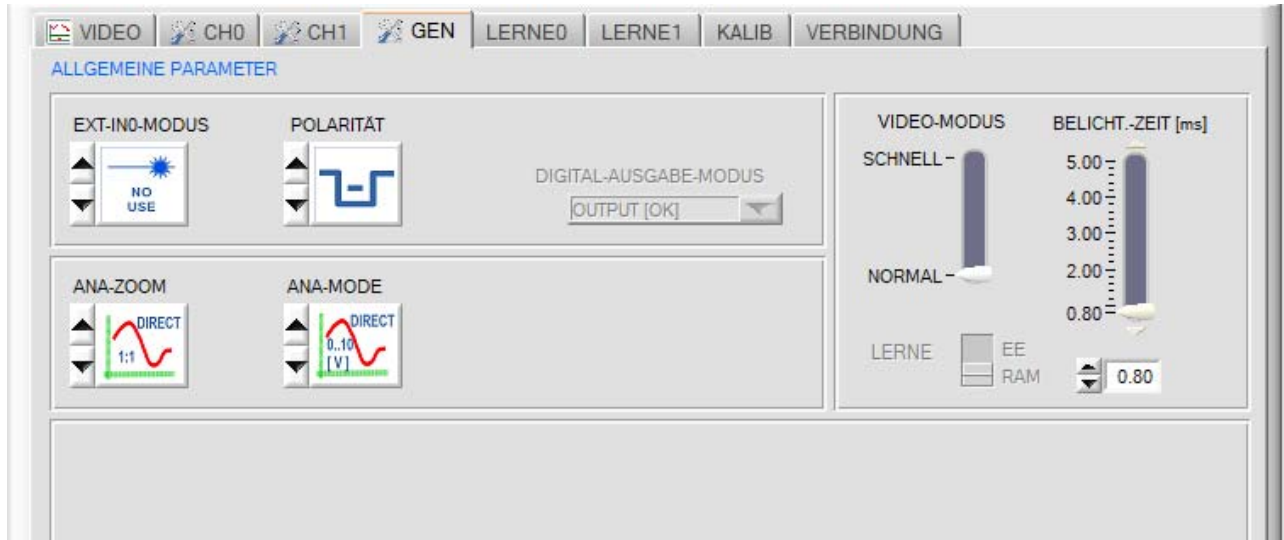 VIDEO CH0 CH1 GEN LERNE0 LERNE1 KALIB VERBINDUNG
ALLGEMEINE PARAMETER
EXT-IN0-MODUS
NO
USE
POLARITÄT
DIGITAL-AUSGABE-MODUS
OUTPUT [OK]
ANA-ZOOM
DIRECT
1:1
ANA-MODE
DIRECT
0..10
[V]
VIDEO-MODUS
SCHNELL
NORMAL
LERNE
EE
RAM
BELICHT.-ZEIT [ms]
5.00
4.00
3.00
2.00
0.80
0.80